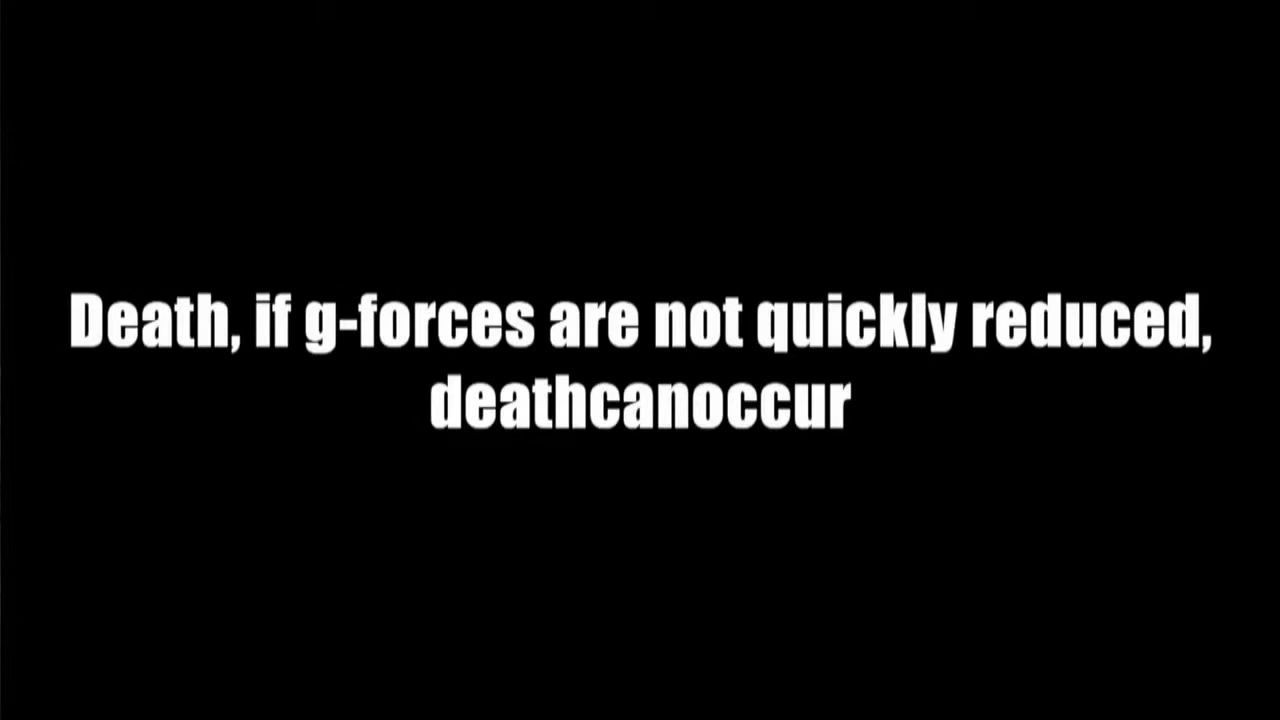 Death, if g-forces are not quickly reduced,
deathcanoccur